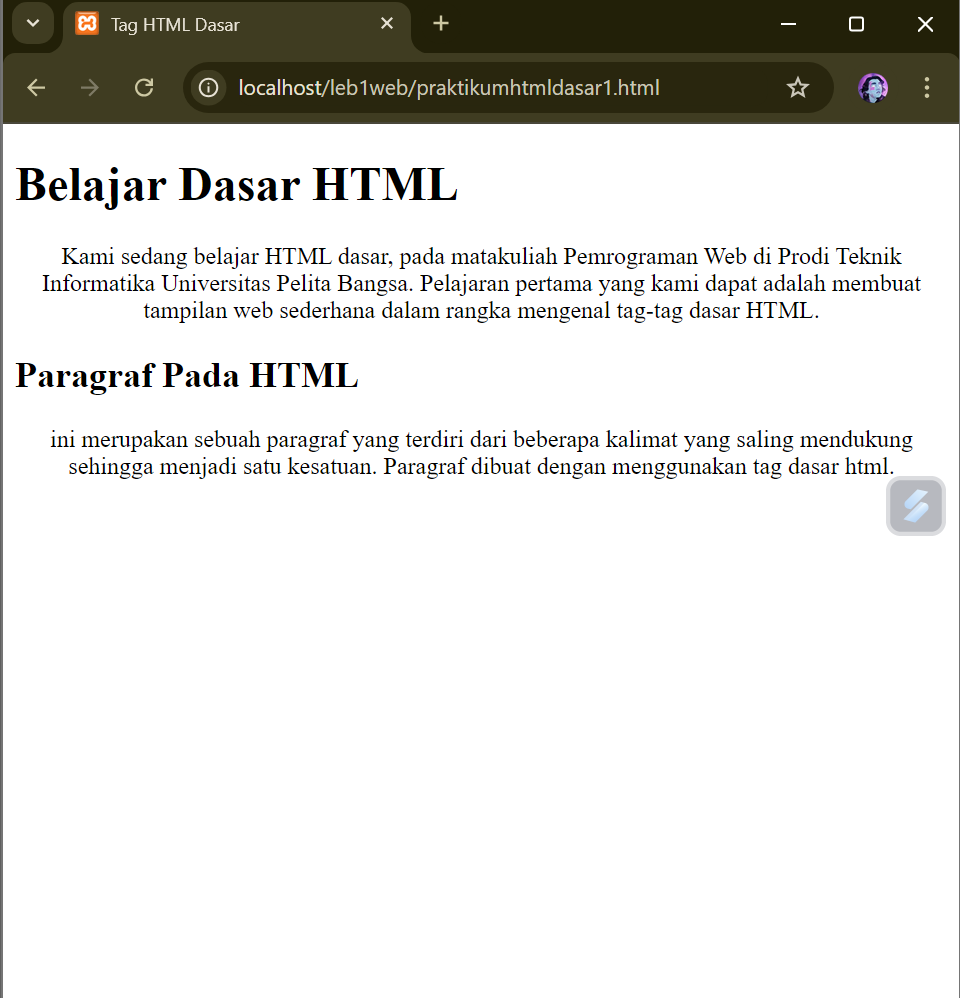 Tag HTML Dasar
localhost/leb1web/praktikumhtmldasar1.html
Belajar Dasar HTML
Kami sedang belajar HTML dasar, pada matakuliah Pemrograman Web di Prodi Teknik
Informatika Universitas Pelita Bangsa. Pelajaran pertama yang kami dapat adalah membuat
tampilan web sederhana dalam rangka mengenal tag-tag dasar HTML.
Paragraf Pada HTML
ini merupakan sebuah paragraf yang terdiri dari beberapa kalimat yang saling mendukung
sehingga menjadi satu kesatuan. Paragraf dibuat dengan menggunakan tag dasar html.